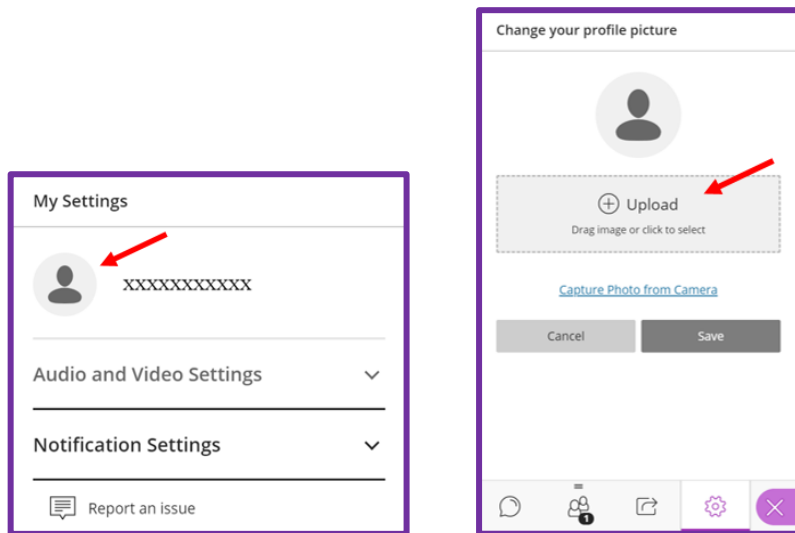 My Settings
xxxxxxxxxxx
Audio and Video Settings
Notification Settings
Report an issue
Change your profile picture
Upload
Drag image or click to select
Capture Photo from Camera
Cancel
Save
1